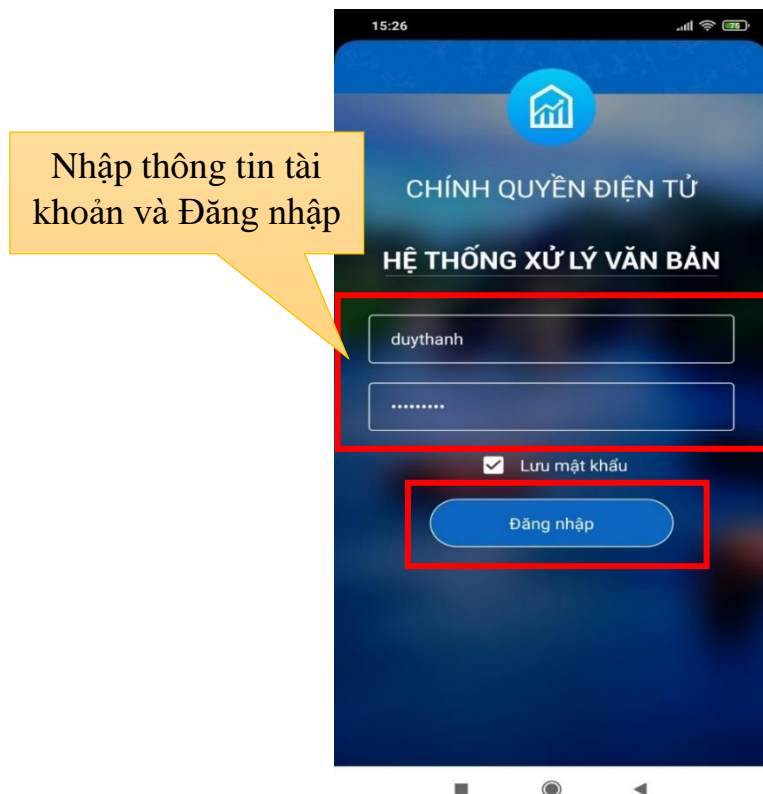 15:26
75
Nhập thông tin tài
khoản và Đăng nhập
CHÍNH QUYỀN ĐIỆN TỬ
HỆ THỐNG XỬ LÝ VĂN BẢN
duythanh
•••••••••
Lưu mật khẩu
Đăng nhập